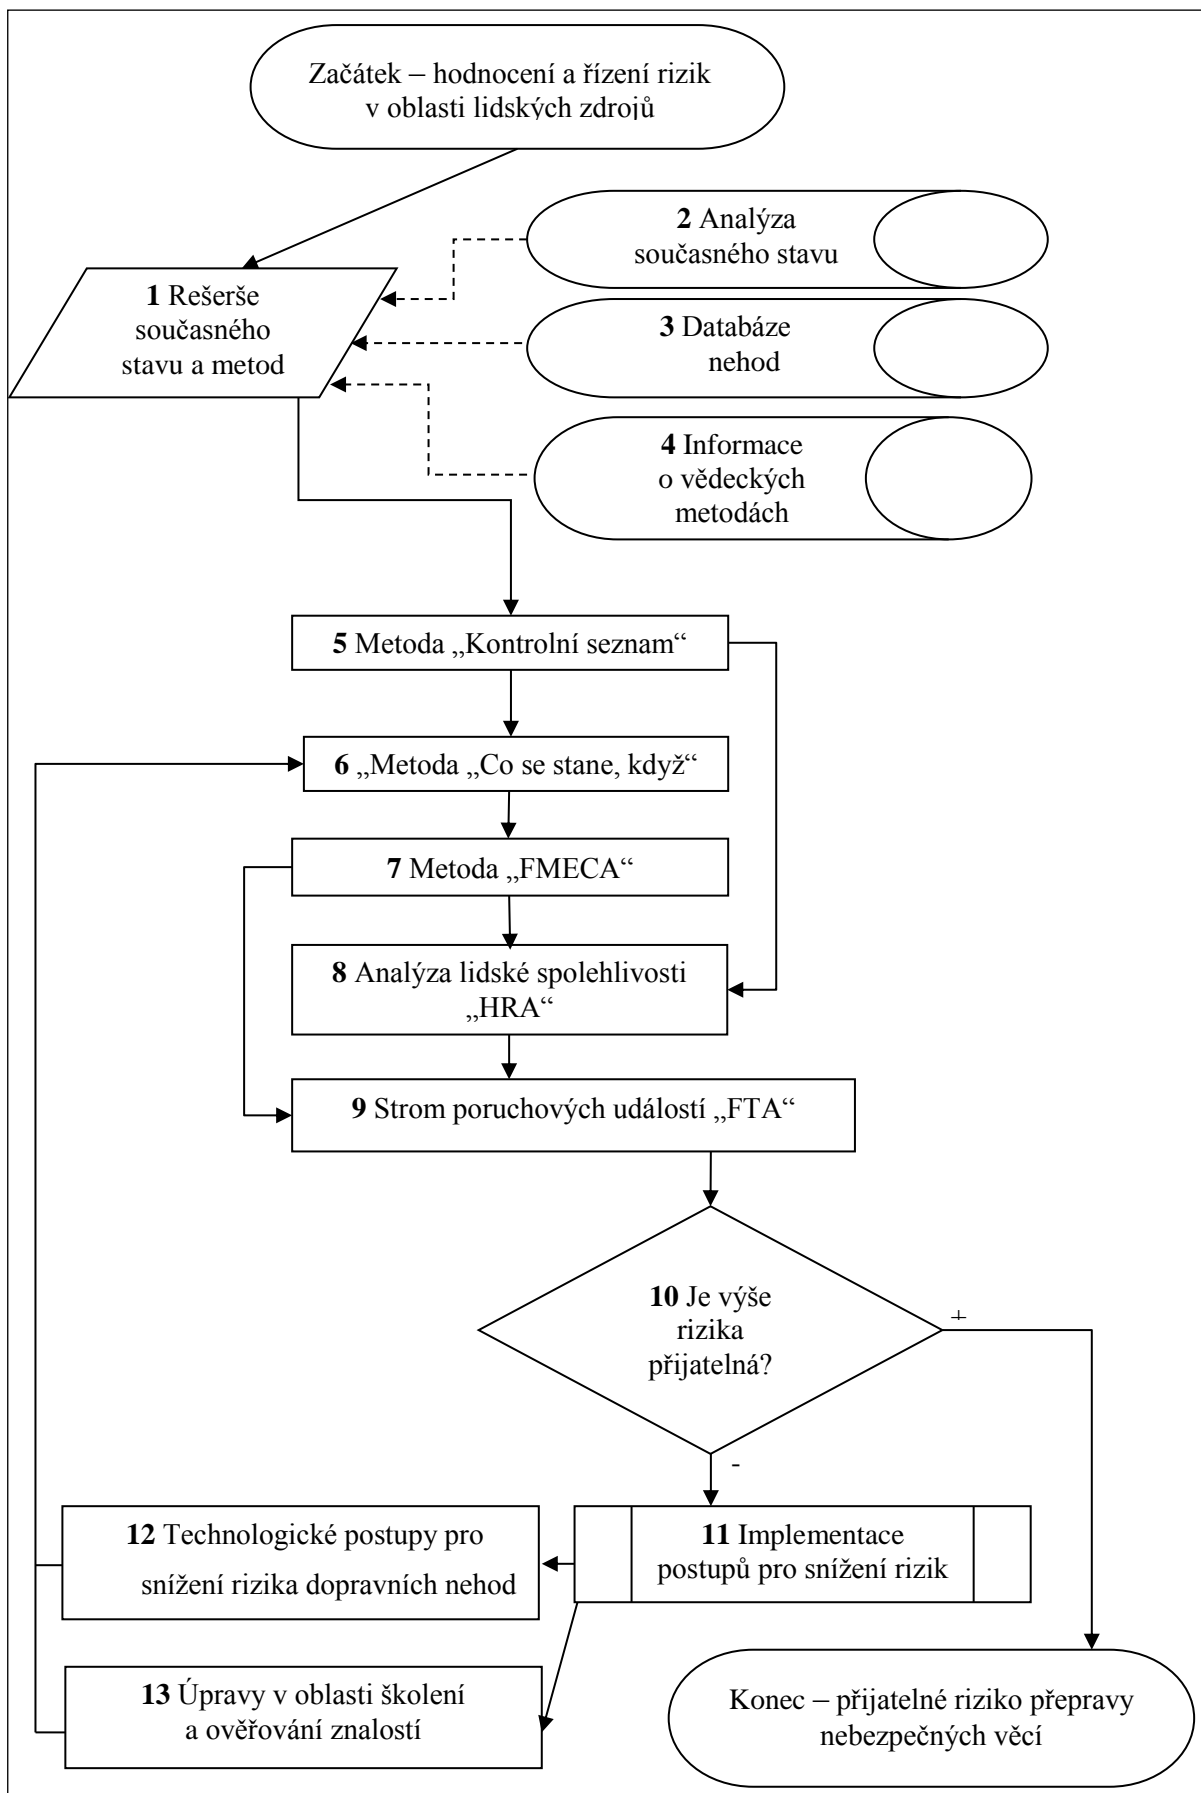 Začátek – hodnocení a řízení rizik
v oblasti lidských zdrojů
2 Analýza
současného stavu
1 Rešerše
současného
stavu a metod
3 Databáze
nehod
4 Informace
o vědeckých
metodách
5 Metoda „Kontrolní seznam“
6 „Metoda „Co se stane, když“
7 Metoda „FMECA“
8 Analýza lidské spolehlivosti
„HRA“
9 Strom poruchových událostí „FTA“
10 Je výše
rizika
přijatelná?
+
-
11 Implementace
postupů pro snížení rizik
12 Technologické postupy pro
snížení rizika dopravních nehod
13 Úpravy v oblasti školení
a ověřování znalostí
Konec – přijatelné riziko přepravy
nebezpečných věcí